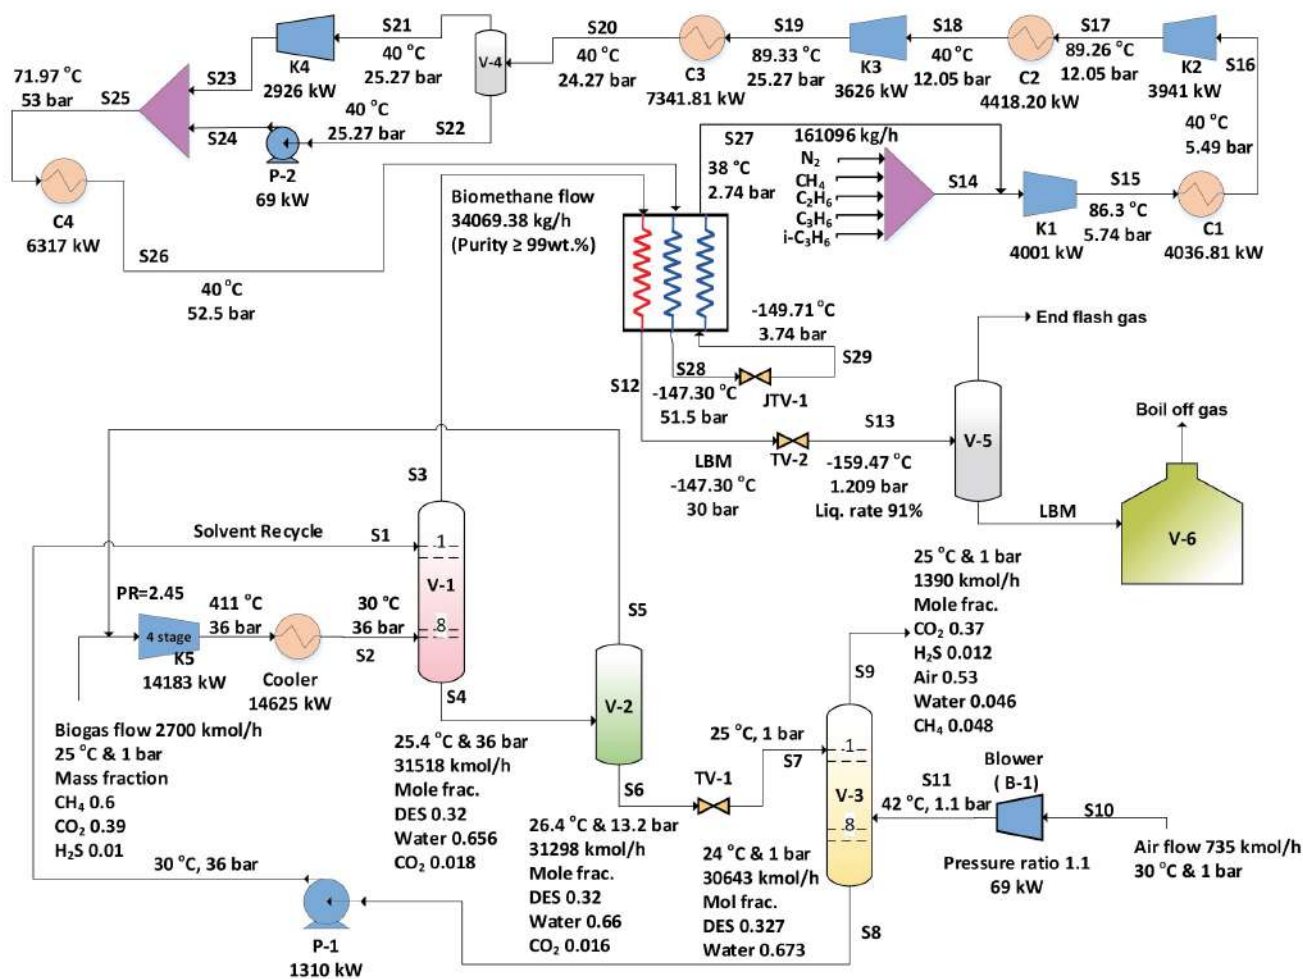 S21
S20
S19
S18
S17
K4
2926 kW
40 °C
25.27 bar
V-4
40 °C
24.27 bar
C3
7341.81 kW
89.33 °C
25.27 bar
K3
3626 kW
40 °C
12.05 bar
C2
4418.20 kW
89.26 °C
12.05 bar
K2
3941 kW
S16
71.97 °C
53 bar
S25
S23
S24
40 °C
25.27 bar
S22
P-2
69 kW
C4
6317 kW
S26
40 °C
52.5 bar
Biomethane flow
34069.38 kg/h
(Purity ≥ 99wt.%)
S27
38 °C
2.74 bar
161096 kg/h
N2
CH4
C2H6
C3H6
i-C3H6
S14
K1
4001 kW
S15
86.3 °C
5.74 bar
40 °C
5.49 bar
C1
4036.81 kW
-149.71 °C
3.74 bar
S29
S28
-147.30 °C
51.5 bar
JTV-1
S12
LBM
-147.30 °C
30 bar
TV-2
S13
-159.47 °C
1.209 bar
Liq. rate 91%
V-5
End flash gas
Boil off gas
LBM
V-6
S3
Solvent Recycle
S1
1
V-1
8
PR=2.45
4 stage
K5
14183 kW
411 °C
36 bar
Cooler
14625 kW
30 °C
36 bar
S2
S4
S5
V-2
S6
Biogas flow 2700 kmol/h
25 °C & 1 bar
Mass fraction
CH4 0.6
CO2 0.39
H2S 0.01
25.4 °C & 36 bar
31518 kmol/h
Mole frac.
DES 0.32
Water 0.656
CO2 0.018
26.4 °C & 13.2 bar
31298 kmol/h
Mole frac.
DES 0.32
Water 0.66
CO2 0.016
TV-1
25 °C, 1 bar
S7
1
V-3
8
S9
25 °C & 1 bar
1390 kmol/h
Mole frac.
CO2 0.37
H2S 0.012
Air 0.53
Water 0.046
CH4 0.048
24 °C & 1 bar
30643 kmol/h
Mol frac.
DES 0.327
Water 0.673
S8
S11
42 °C, 1.1 bar
Blower
( B-1)
Pressure ratio 1.1
69 kW
S10
Air flow 735 kmol/h
30 °C & 1 bar
30 °C, 36 bar
P-1
1310 kW